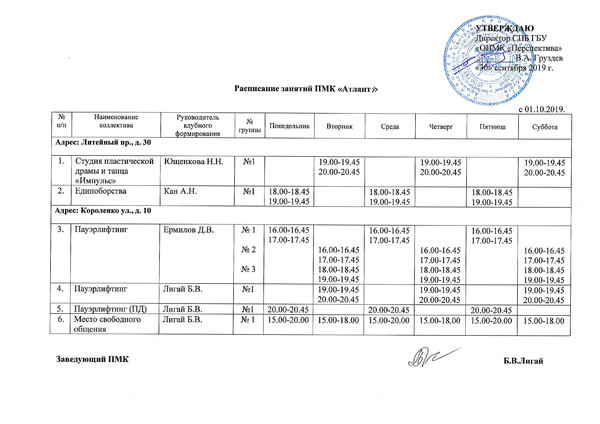 УТВЕРЖДАЮ
Директор СПБ ГБУ
«ОПМК «Перспектива»
В.А. Груздев
«30» сентября 2019 г.
Расписание занятий ПМК «Атлант»
с 01.10.2019.
№ п/п Наименование коллектива Руководитель клубного формирования № группы Понедельник Вторник Среда Четверг Пятница Суббота
Адрес: Литейный пр., д. 30
1. Студия пластической Ющенкова Н.Н. №1 19.00-19.45 19.00-19.45 19.00-19.45
драмы и танца 20.00-20.45 20.00-20.45 20.00-20.45
«Импульс»
2. Единоборства Кан А.Н. №1 18.00-18.45 18.00-18.45 18.00-18.45
19.00-19.45 19.00-19.45 19.00-19.45
Адрес: Короленко ул., д. 10
3. Пауэрлифтинг Ермилов Д.В. № 1 16.00-16.45 16.00-16.45 16.00-16.45
17.00-17.45 17.00-17.45 17.00-17.45
№ 2 16.00-16.45 16.00-16.45 16.00-16.45
17.00-17.45 17.00-17.45 17.00-17.45
№ 3 18.00-18.45 18.00-18.45 18.00-18.45
19.00-19.45 19.00-19.45 19.00-19.45
4. Пауэрлифтинг Лигай Б.В. №1 19.00-19.45 19.00-19.45 19.00-19.45
20.00-20.45 20.00-20.45 20.00-20.45
5. Пауэрлифтинг (ПД) Лигай Б.В. №1 20.00-20.45 20.00-20.45 20.00-20.45
6. Место свободного Лигай Б.В. № 1 15.00-20.00 15.00-18.00 15.00-20.00 15.00-18.00 15.00-20.00 15.00-18.00
общения
Заведующий ПМК Б.В.Лигай